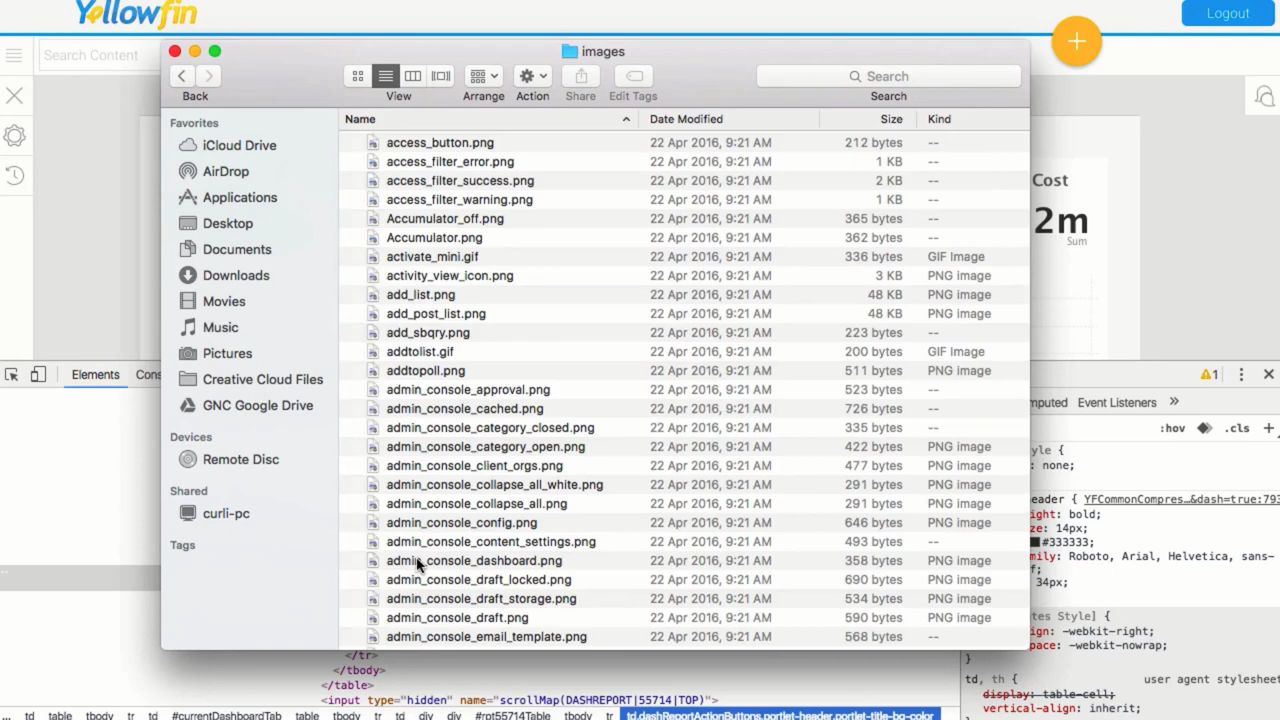 Yellowfin
Logout
Search Content
+
images
Back
View
Arrange
Action
Share
Edit Tags
Search
Search
Favorites
iCloud Drive
AirDrop
Applications
Desktop
Documents
Downloads
Movies
Music
Pictures
Creative Cloud Files
GNC Google Drive
Devices
Remote Disc
Shared
curli-pc
Tags
Name Date Modified Size Kind
access_button.png 22 Apr 2016, 9:21 AM 212 bytes --
access_filter_error.png 22 Apr 2016, 9:21 AM 1 KB --
access_filter_success.png 22 Apr 2016, 9:21 AM 2 KB --
access_filter_warning.png 22 Apr 2016, 9:21 AM 1 KB --
Accumulator_off.png 22 Apr 2016, 9:21 AM 365 bytes --
Accumulator.png 22 Apr 2016, 9:21 AM 362 bytes --
activate_mini.gif 22 Apr 2016, 9:21 AM 336 bytes GIF Image
activity_view_icon.png 22 Apr 2016, 9:21 AM 3 KB PNG image
add_list.png 22 Apr 2016, 9:21 AM 48 KB PNG image
add_post_list.png 22 Apr 2016, 9:21 AM 48 KB PNG image
add_sbqry.png 22 Apr 2016, 9:21 AM 223 bytes --
addtolist.gif 22 Apr 2016, 9:21 AM 200 bytes GIF Image
addtopoll.png 22 Apr 2016, 9:21 AM 511 bytes PNG image
admin_console_approval.png 22 Apr 2016, 9:21 AM 523 bytes --
admin_console_cached.png 22 Apr 2016, 9:21 AM 726 bytes --
admin_console_category_closed.png 22 Apr 2016, 9:21 AM 335 bytes --
admin_console_category_open.png 22 Apr 2016, 9:21 AM 422 bytes PNG image
admin_console_client_orgs.png 22 Apr 2016, 9:21 AM 477 bytes PNG image
admin_console_collapse_all_white.png 22 Apr 2016, 9:21 AM 291 bytes PNG image
admin_console_collapse_all.png 22 Apr 2016, 9:21 AM 291 bytes PNG image
admin_console_config.png 22 Apr 2016, 9:21 AM 646 bytes PNG image
admin_console_content_settings.png 22 Apr 2016, 9:21 AM 493 bytes --
admin_console_dashboard.png 22 Apr 2016, 9:21 AM 358 bytes PNG image
admin_console_draft_locked.png 22 Apr 2016, 9:21 AM 690 bytes PNG image
admin_console_draft_storage.png 22 Apr 2016, 9:21 AM 534 bytes PNG image
admin_console_draft.png 22 Apr 2016, 9:21 AM 590 bytes PNG image
admin_console_email_template.png 22 Apr 2016, 9:21 AM 568 bytes --
Cost
2m
Sum
Elements Cons
1
mputed Event Listeners »
:hov .cls +
yle {
: none;
eader { YFCommonCompres…&dash=true:793
ight: bold;
ze: 14px;
#333333;
mily: Roboto, Arial, Helvetica, sans-
f;
34px;
tes Style] {
ign: -webkit-right;
pace: -webkit-nowrap;
}
td, th { user agent stylesheet
display: table-cell;
vertical-align: inherit;
</tr>
</tbody>
</table>
<input type="hidden" name="scrollMap(DASHREPORT|55714|TOP)">
... td table tbody tr td #currentDashboardTab table tbody tr td div div #rpt55714Table tbody tr td.dashReportActionButtons.portlet-header.portlet-title-bg-color